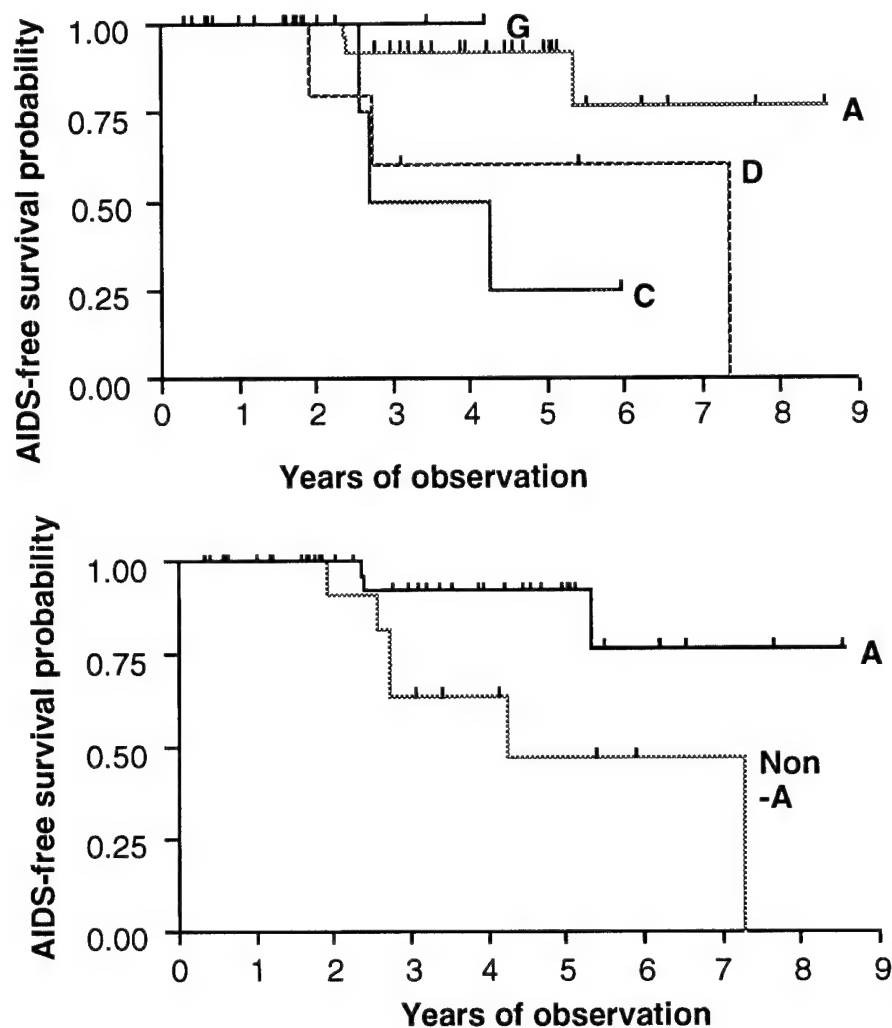 AIDS-free survival probability
1.00
0.75
0.50
0.25
0.00
G
A
D
C
0 1 2 3 4 5 6 7 8 9
Years of observation
AIDS-free survival probability
1.00
0.75
0.50
0.25
0.00
A
Non
-A
0 1 2 3 4 5 6 7 8 9
Years of observation